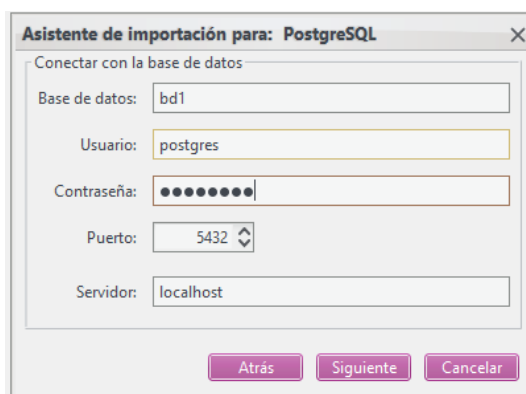 Asistente de importación para: PostgreSQL
Conectar con la base de datos
Base de datos: bd1
Usuario: postgres
Contraseña: ●●●●●●●●
Puerto: 5432
Servidor: localhost
Atrás Siguiente Cancelar